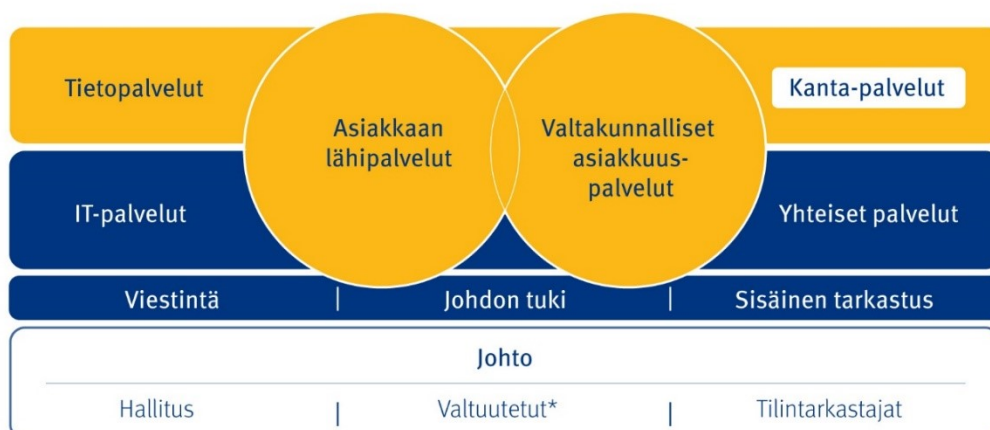 Tietopalvelut
Asiakkaan
lähipalvelut
Valtakunnalliset
asiakkuus-
palvelut
Kanta-palvelut
IT-palvelut
Yhteiset palvelut
Viestintä | Johdon tuki | Sisäinen tarkastus
Johto
Hallitus | Valtuutetut* | Tilintarkastajat